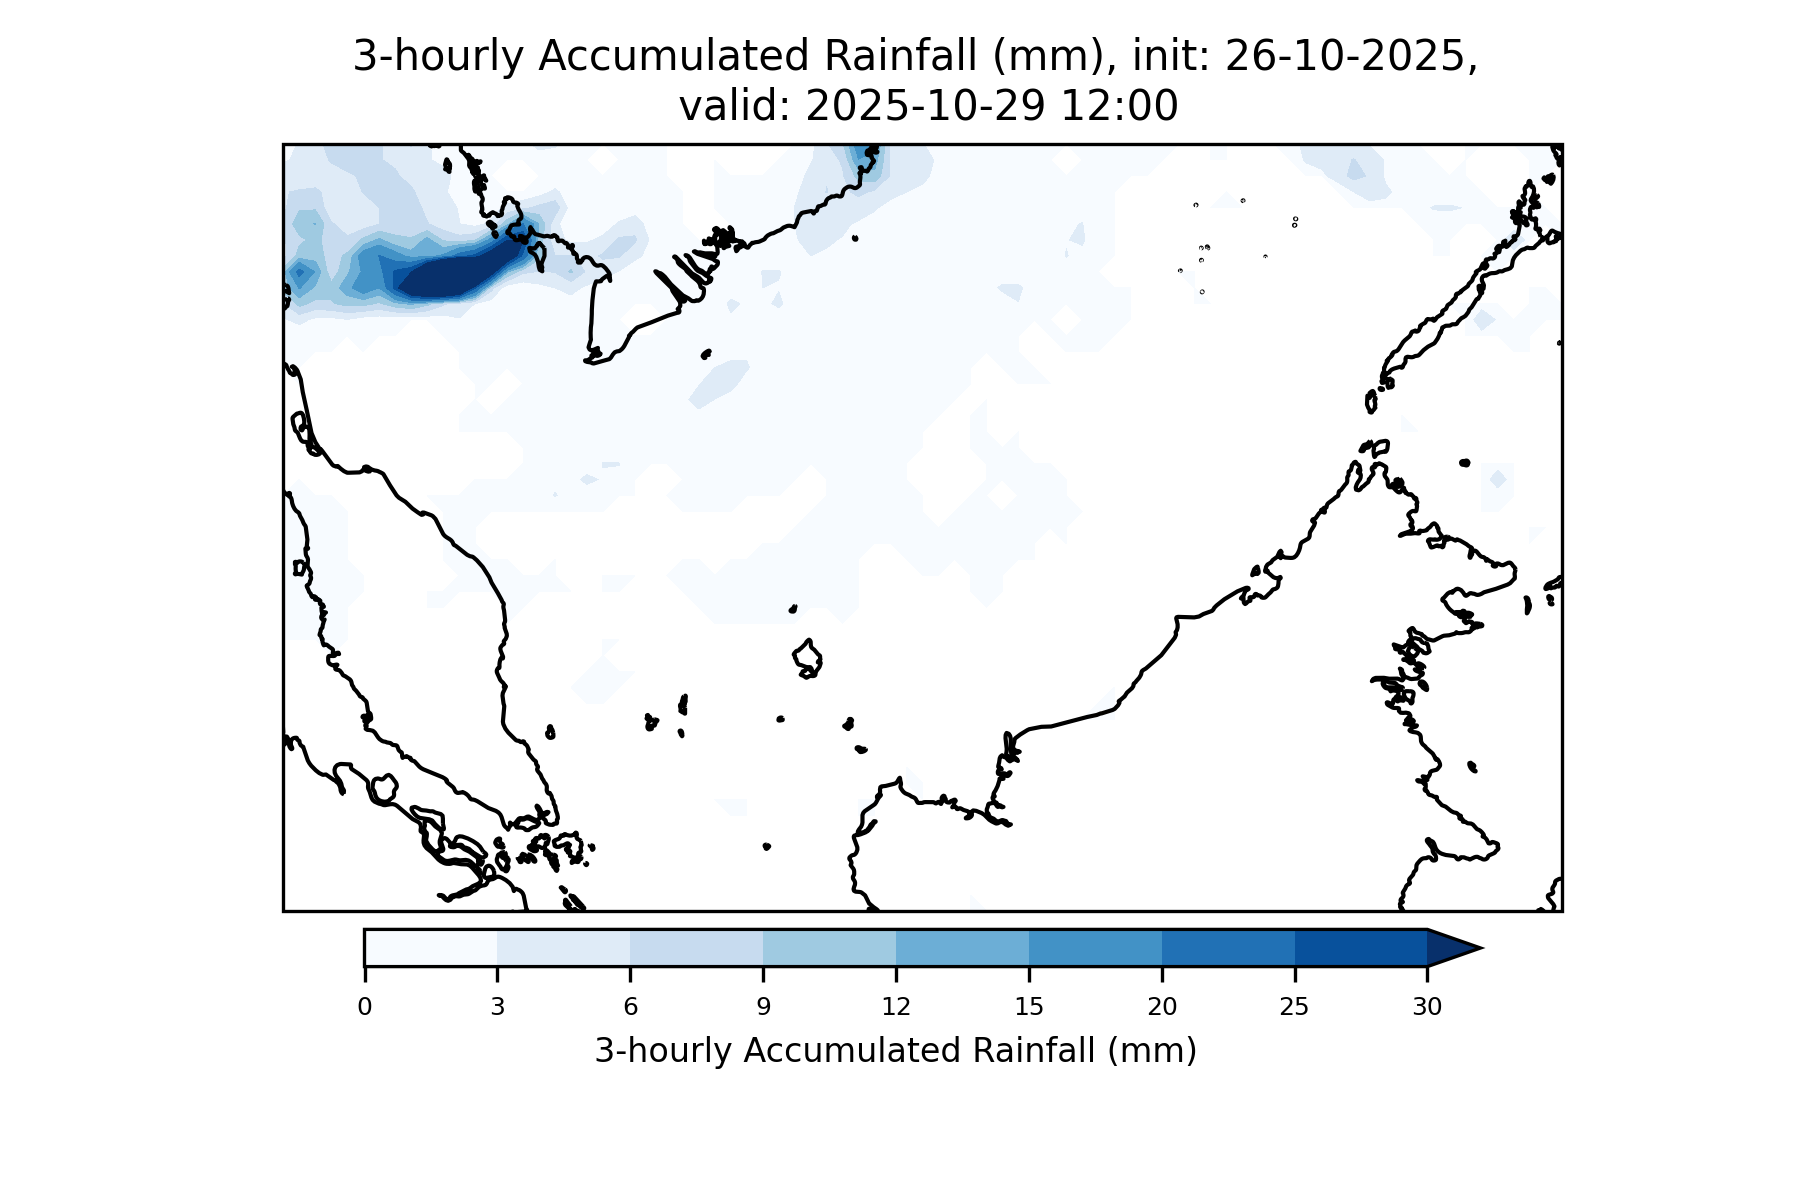 3-hourly Accumulated Rainfall (mm), init: 26-10-2025,
valid: 2025-10-29 12:00
0 3 6 9 12 15 20 25 30
3-hourly Accumulated Rainfall (mm)